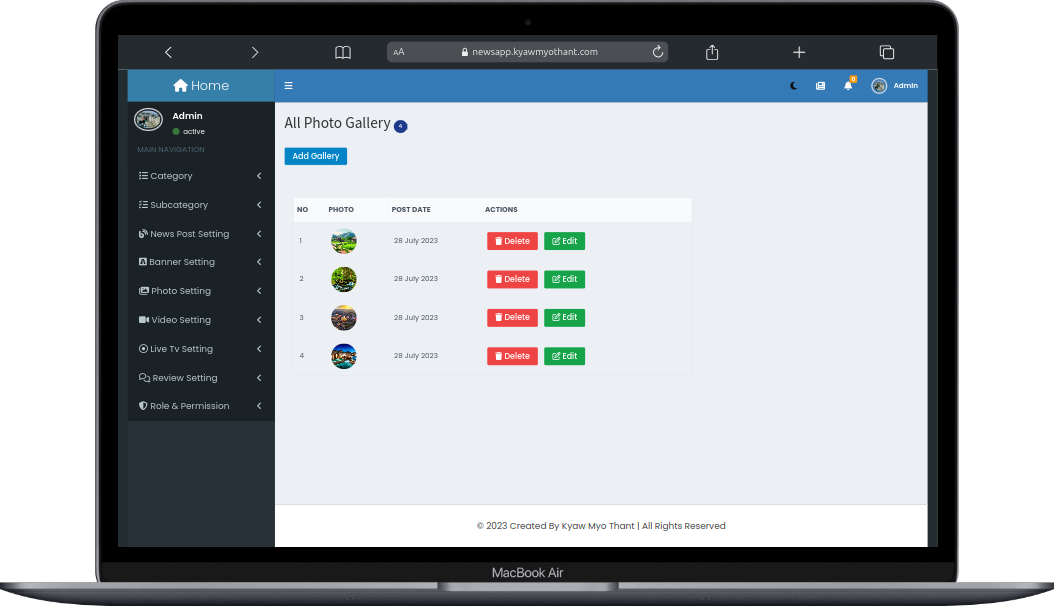 AA newsapp.kyawmyothant.com
Home
0
Admin
Admin
active
MAIN NAVIGATION
Category
Subcategory
News Post Setting
Banner Setting
Photo Setting
Video Setting
Live Tv Setting
Review Setting
Role & Permission
All Photo Gallery 4
Add Gallery
NO PHOTO POST DATE ACTIONS
1 28 July 2023 Delete Edit
2 28 July 2023 Delete Edit
3 28 July 2023 Delete Edit
4 28 July 2023 Delete Edit
© 2023 Created By Kyaw Myo Thant | All Rights Reserved
MacBook Air